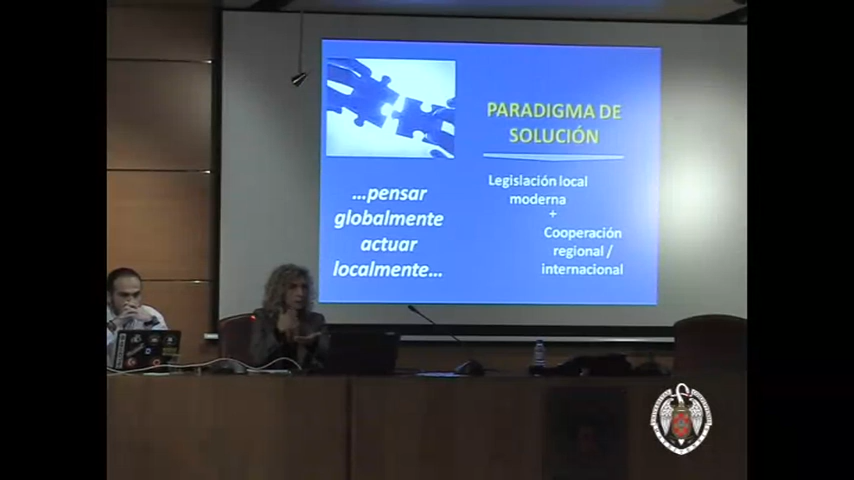 PARADIGMA DE
SOLUCIÓN
Legislación local
moderna
+
Cooperación
regional /
internacional
...pensar
globalmente
actuar
localmente...